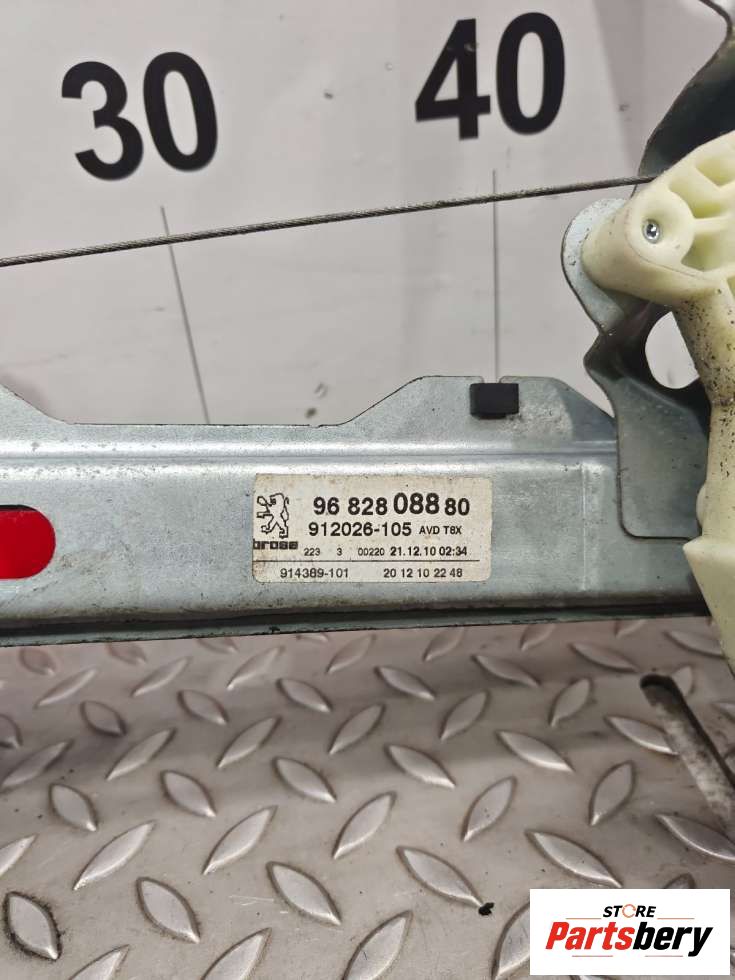 30 40
96 828 088 80
912026-105 AVD T8X
brose 223 3 00220 21.12.10 02:34
914389-101 20 12 10 22 48
STORE
Partsbery